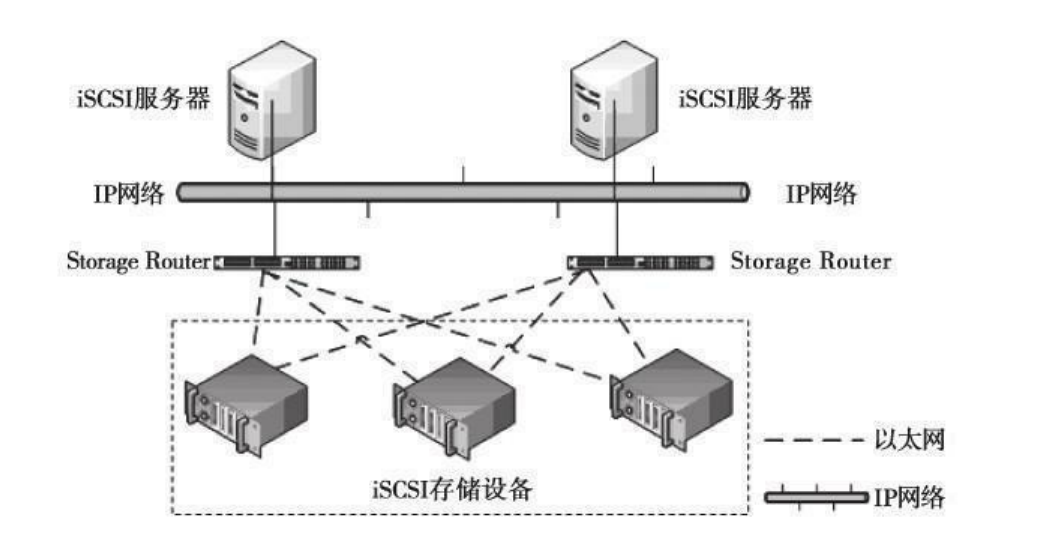 iSCSI服务器
iSCSI服务器
IP网络
IP网络
Storage Router
Storage Router
iSCSI存储设备
以太网
IP网络